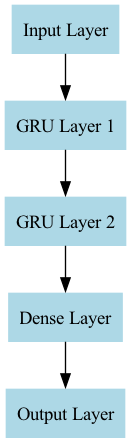 Input Layer
GRU Layer 1
GRU Layer 2
Dense Layer
Output Layer